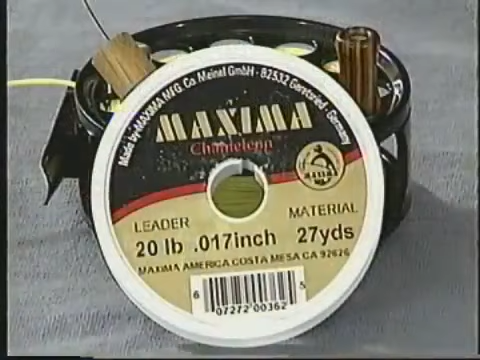 Made by MAXIMA MFG. Co Meinel GmbH - 82532 Geretsried - Germany
MAXIMA
Chameleon
MAXIMA
LEADER MATERIAL
20 lb .017inch 27yds
MAXIMA AMERICA COSTA MESA CA 92626
6 07272 00362 5